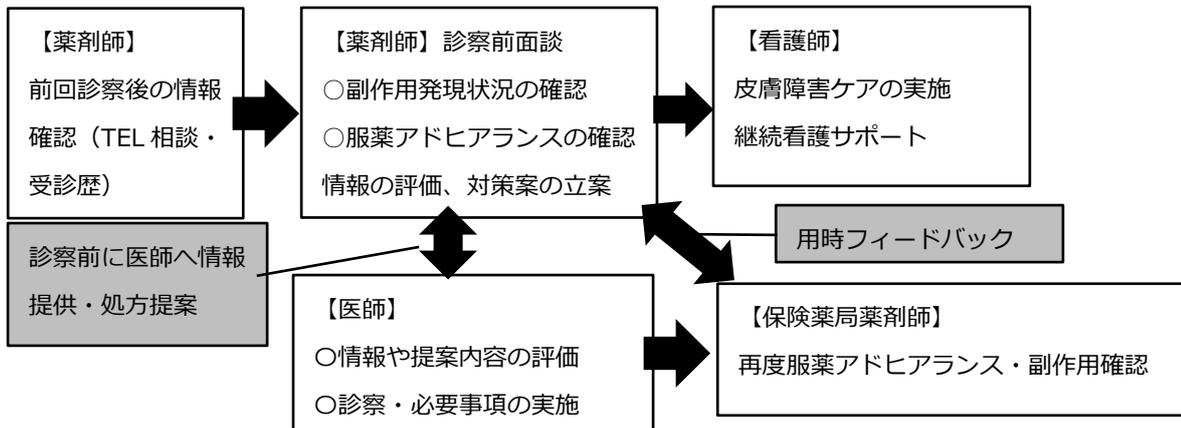 【薬剤師】
前回診察後の情報
確認（TEL 相談・
受診歴）
【薬剤師】診察前面談
○副作用発現状況の確認
○服薬アドヒアランスの確認
情報の評価、対策案の立案
【看護師】
皮膚障害ケアの実施
継続看護サポート
診察前に医師へ情報
提供・処方提案
用時フィードバック
【医師】
〇情報や提案内容の評価
〇診察・必要事項の実施
【保険薬局薬剤師】
再度服薬アドヒアランス・副作用確認